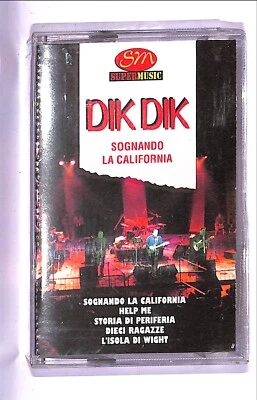 SM
SUPERMUSIC
DIK DIK
SOGNANDO
LA CALIFORNIA
SOGNANDO LA CALIFORNIA
HELP ME
STORIA DI PERIFERIA
DIECI RAGAZZE
L'ISOLA DI WIGHT